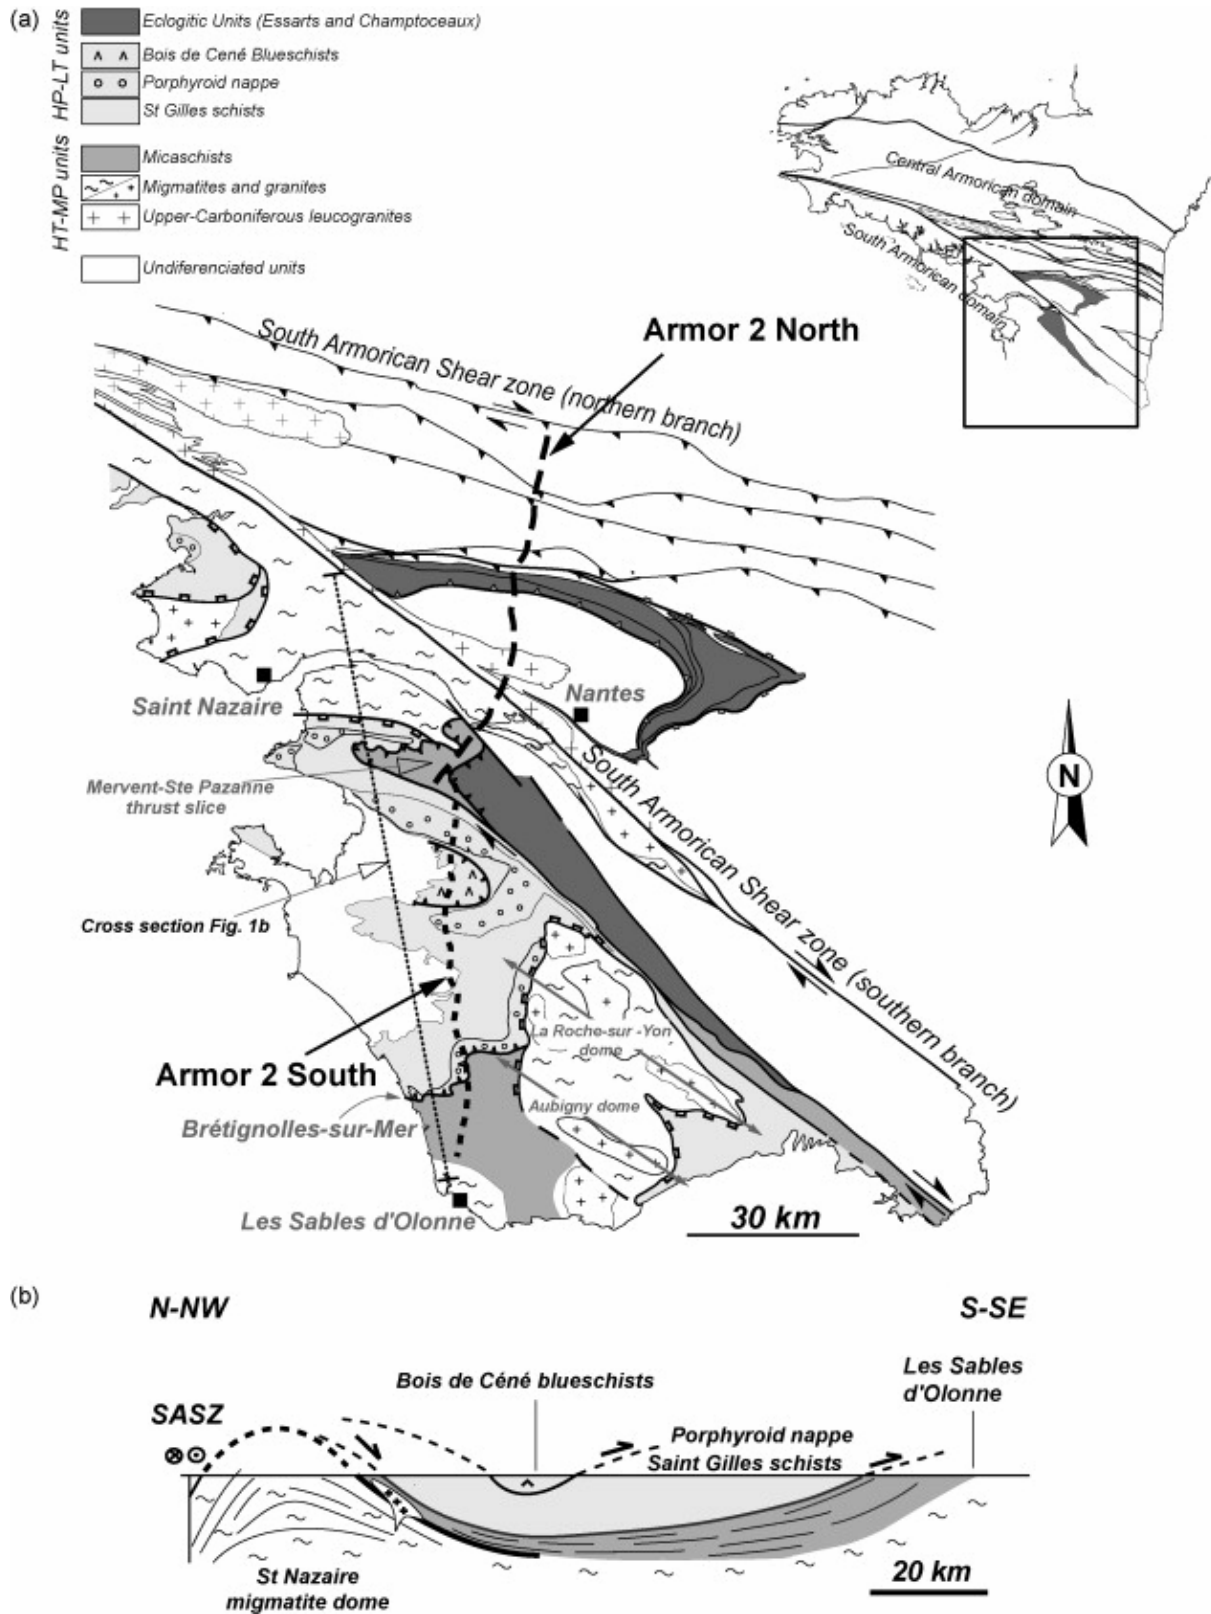 (a)
HP-LT units
Eclogitic Units (Essarts and Champtoceaux)
Bois de Cené Blueschists
Porphyroid nappe
St Gilles schists
HT-MP units
Micaschists
Migmatites and granites
Upper-Carboniferous leucogranites
Undiferenciated units
Central Armorican domain
South Armorican domain
South Armorican Shear zone (northern branch)
Armor 2 North
Saint Nazaire
Nantes
N
Mervent-Ste Pazanne
thrust slice
South Armorican Shear zone (southern branch)
Cross section Fig. 1b
La Roche-sur -Yon
dome
Armor 2 South
Aubigny dome
Brétignolles-sur-Mer
Les Sables d'Olonne
30 km
(b)
N-NW
S-SE
Bois de Céné blueschists
Les Sables
d'Olonne
SASZ
Porphyroid nappe
Saint Gilles schists
St Nazaire
migmatite dome
20 km